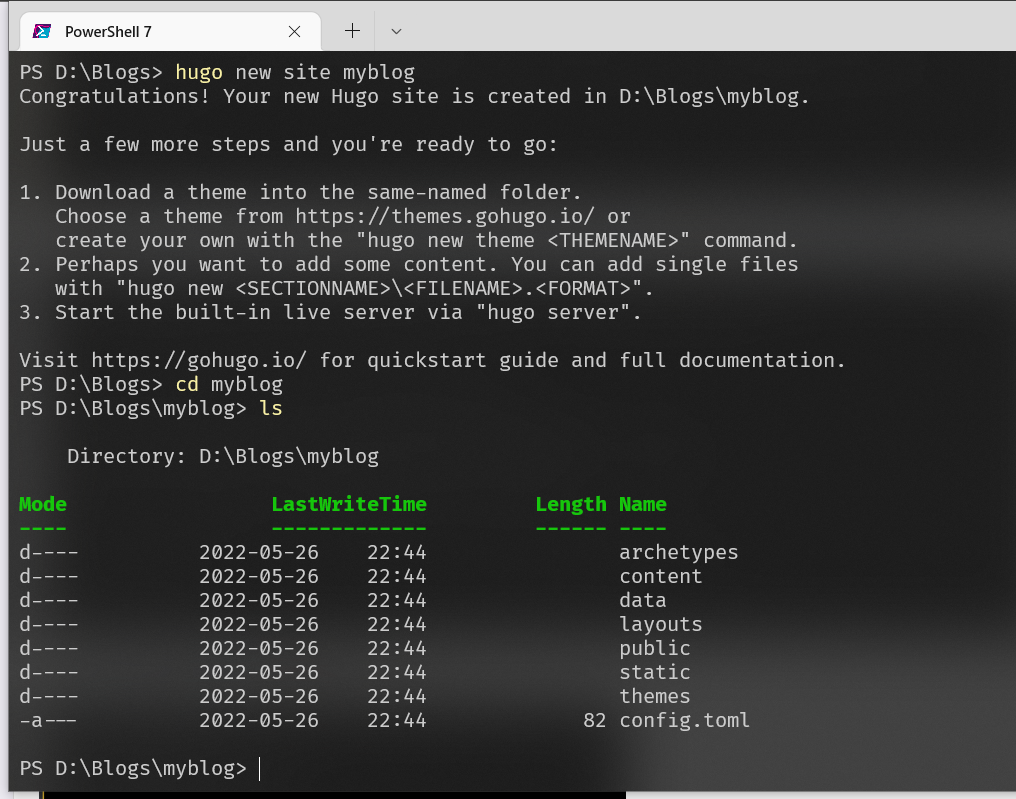 PowerShell 7
PS D:\Blogs> hugo new site myblog
Congratulations! Your new Hugo site is created in D:\Blogs\myblog.
Just a few more steps and you're ready to go:
1. Download a theme into the same-named folder.
   Choose a theme from https://themes.gohugo.io/ or
   create your own with the "hugo new theme <THEMENAME>" command.
2. Perhaps you want to add some content. You can add single files
   with "hugo new <SECTIONNAME>\<FILENAME>.<FORMAT>".
3. Start the built-in live server via "hugo server".
Visit https://gohugo.io/ for quickstart guide and full documentation.
PS D:\Blogs> cd myblog
PS D:\Blogs\myblog> ls
    Directory: D:\Blogs\myblog
Mode                 LastWriteTime         Length Name
----                 -------------         ------ ----
d----          2022-05-26    22:44                archetypes
d----          2022-05-26    22:44                content
d----          2022-05-26    22:44                data
d----          2022-05-26    22:44                layouts
d----          2022-05-26    22:44                public
d----          2022-05-26    22:44                static
d----          2022-05-26    22:44                themes
-a---          2022-05-26    22:44             82 config.toml
PS D:\Blogs\myblog>